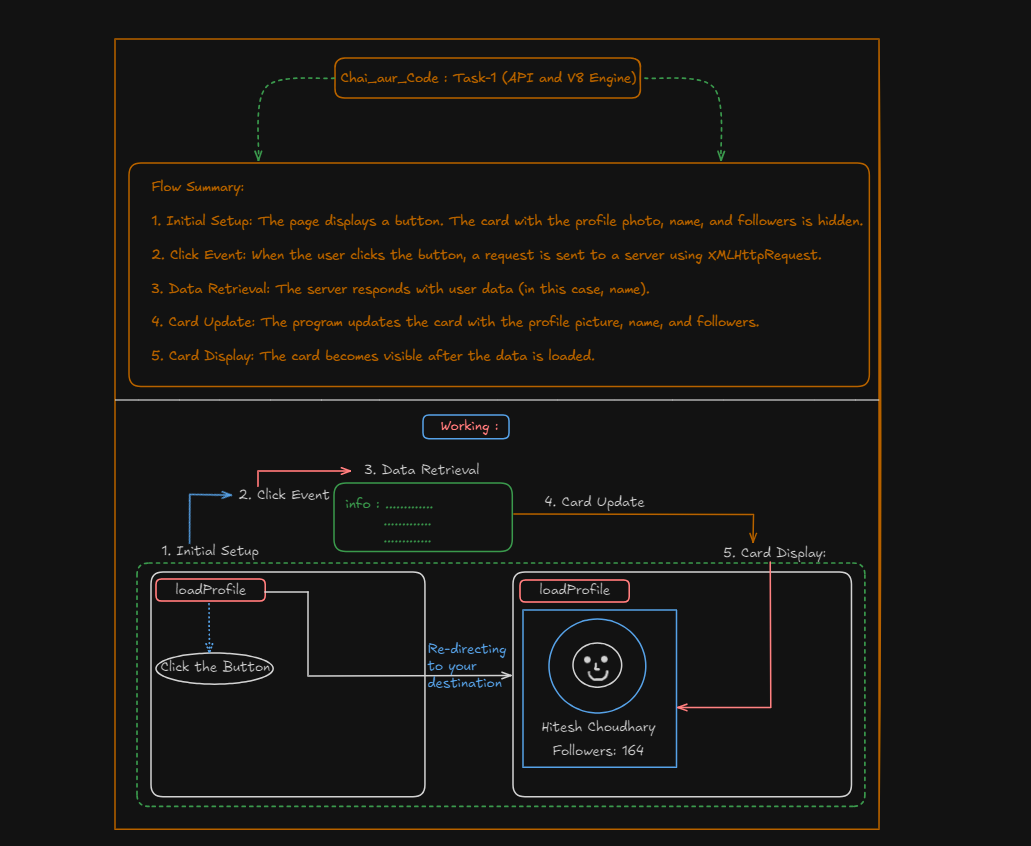 Chai_aur_Code : Task-1 (API and V8 Engine)
Flow Summary:
1. Initial Setup: The page displays a button. The card with the profile photo, name, and followers is hidden.
2. Click Event: When the user clicks the button, a request is sent to a server using XMLHttpRequest.
3. Data Retrieval: The server responds with user data (in this case, name).
4. Card Update: The program updates the card with the profile picture, name, and followers.
5. Card Display: The card becomes visible after the data is loaded.
Working :
3. Data Retrieval
2. Click Event
info : .............
.............
.............
4. Card Update
1. Initial Setup
5. Card Display:
loadProfile
Click the Button
Re-directing
to your
destination
loadProfile
Hitesh Choudhary
Followers: 164